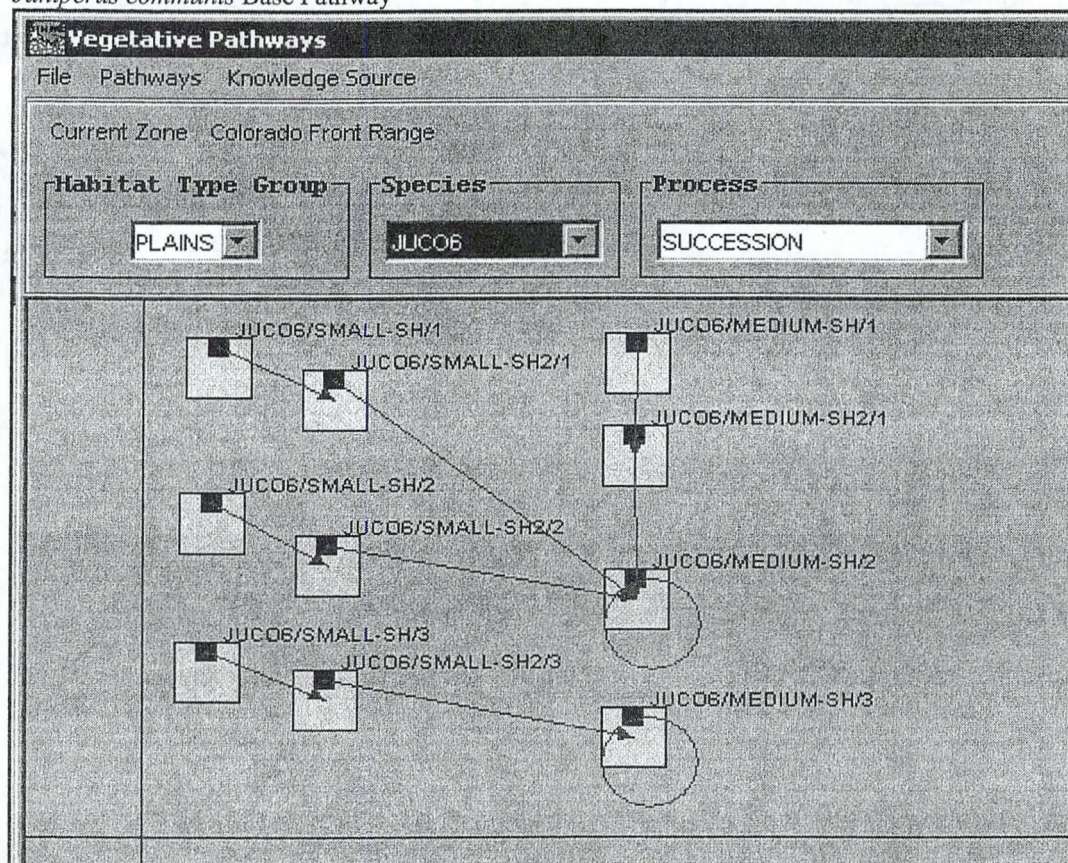 Juniperus communis Base Pathway
Vegetative Pathways
File Pathways Knowledge Source
Current Zone Colorado Front Range
Habitat Type Group Species Process
PLAINS JUCO6 SUCCESSION
JUCO6/SMALL-SH/1 JUCO6/MEDIUM-SH/1
JUCO6/SMALL-SH2/1
JUCO6/MEDIUM-SH2/1
JUCO6/SMALL-SH/2
JUCO6/SMALL-SH2/2
JUCO6/MEDIUM-SH/2
JUCO6/SMALL-SH/3
JUCO6/SMALL-SH2/3
JUCO6/MEDIUM-SH/3